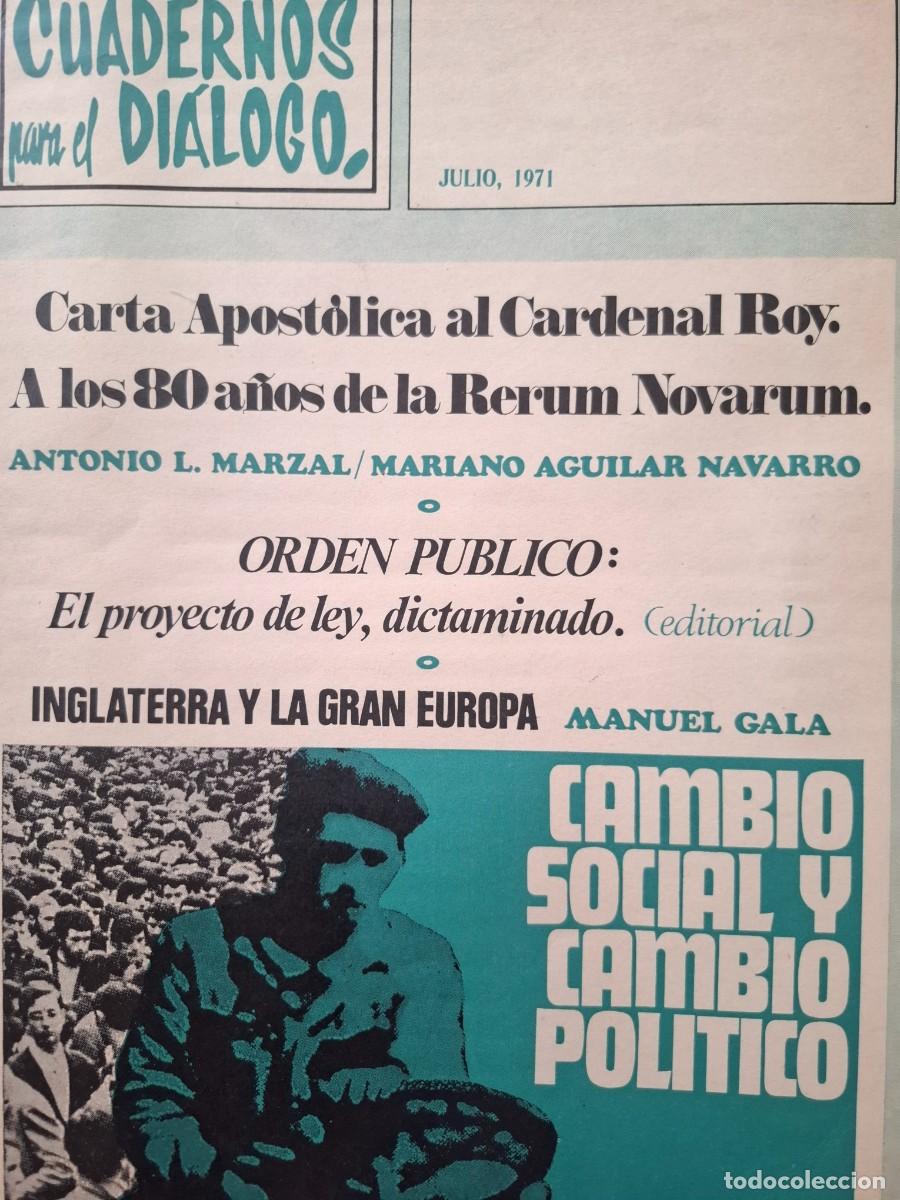 CUADERNOS
para el DIÁLOGO.
JULIO, 1971
Carta Apostólica al Cardenal Roy.
A los 80 años de la Rerum Novarum.
ANTONIO L. MARZAL/MARIANO AGUILAR NAVARRO
ORDEN PUBLICO:
El proyecto de ley, dictaminado. (editorial)
INGLATERRA Y LA GRAN EUROPA MANUEL GALA
CAMBIO
SOCIAL Y
CAMBIO
POLITICO
todocoleccion